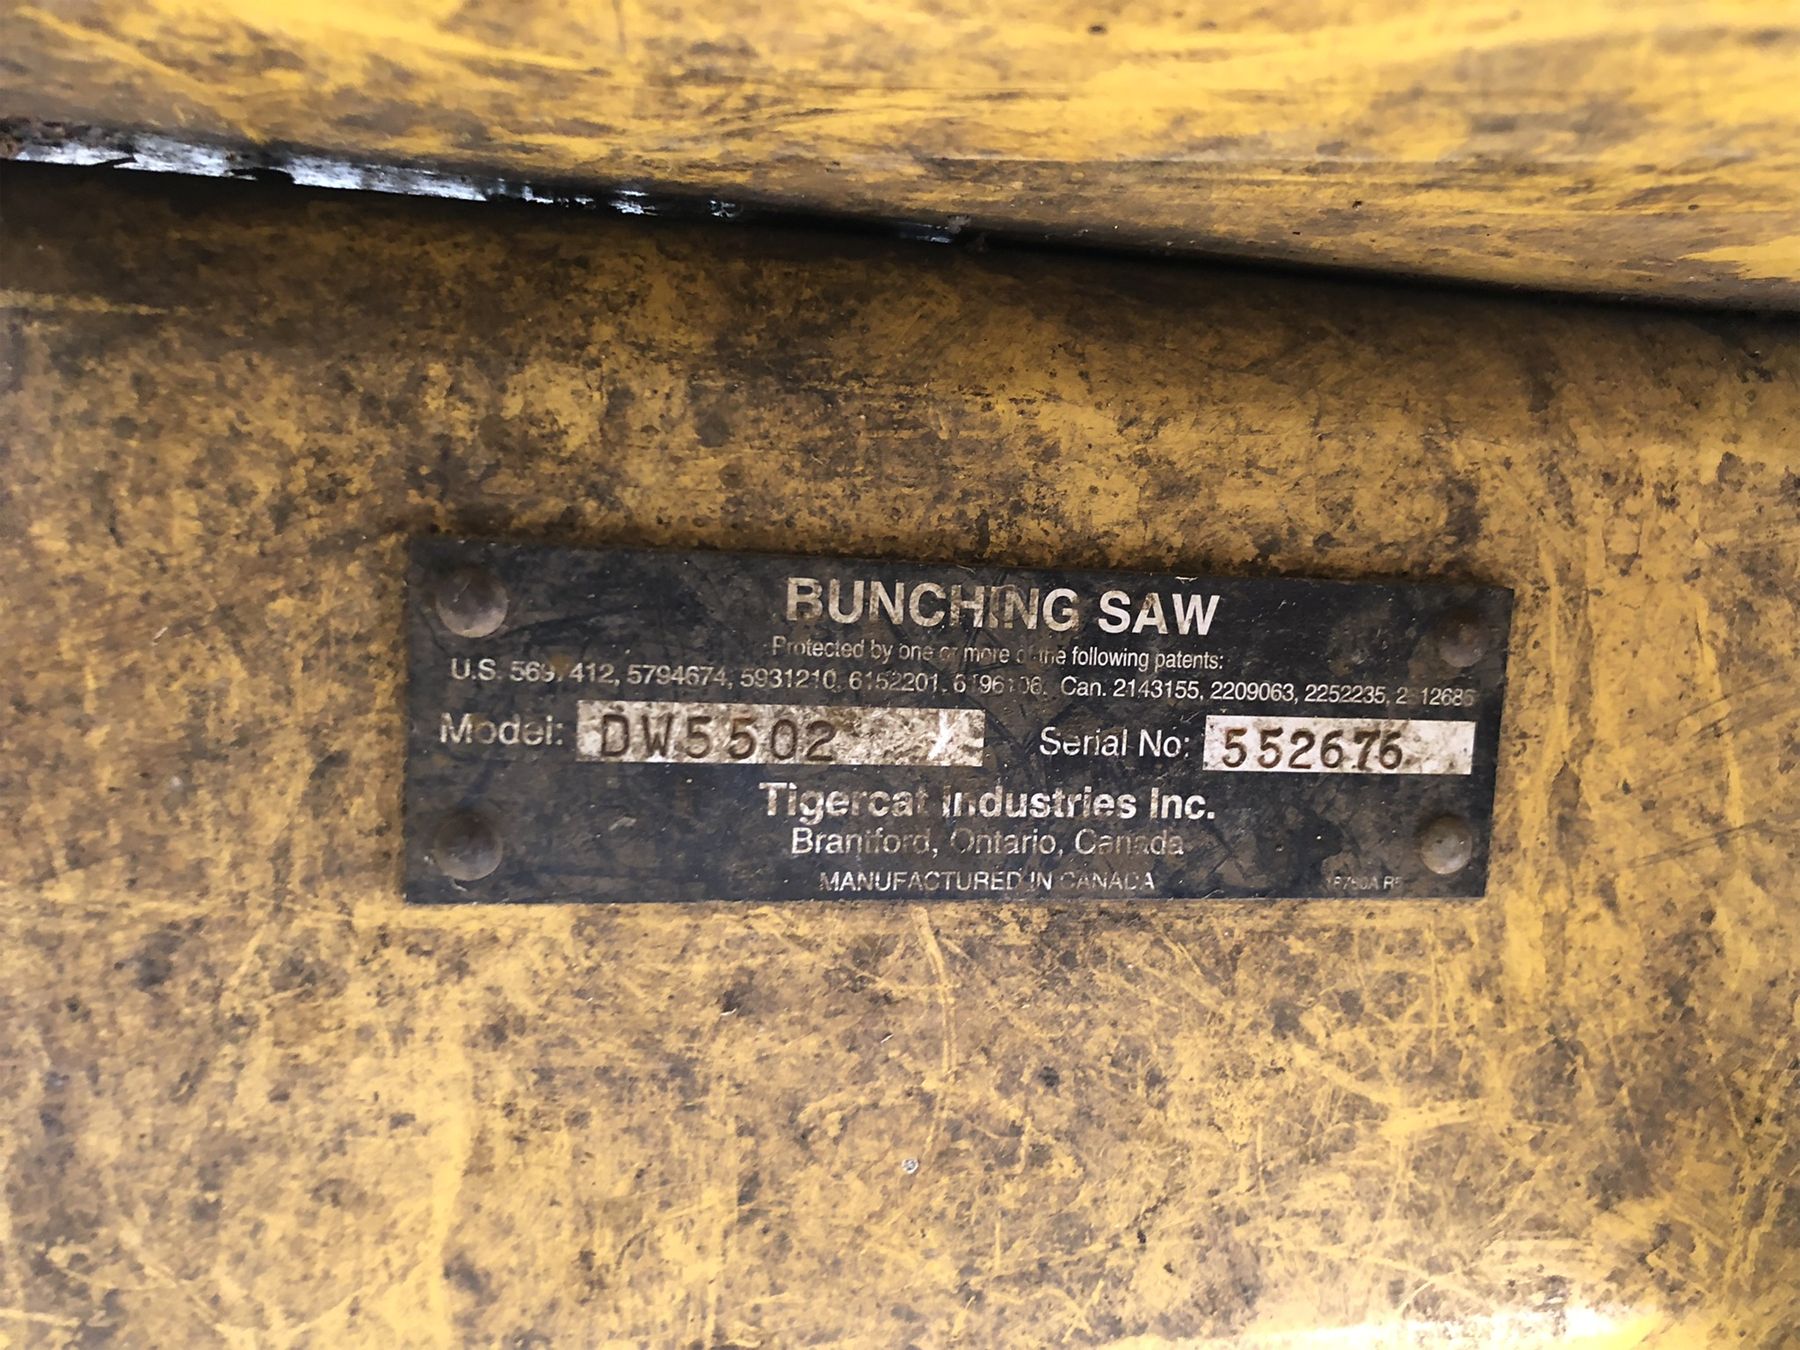 BUNCHING SAW
Protected by one or more of the following patents:
U.S. 5794674, 5931210, 6152201, Can. 2143155, 2209063, 2252235,
Model: DW5502 Serial No: 552676
Tigercat Industries Inc.
Brantford, Ontario, Canada
MANUFACTURED IN CANADA